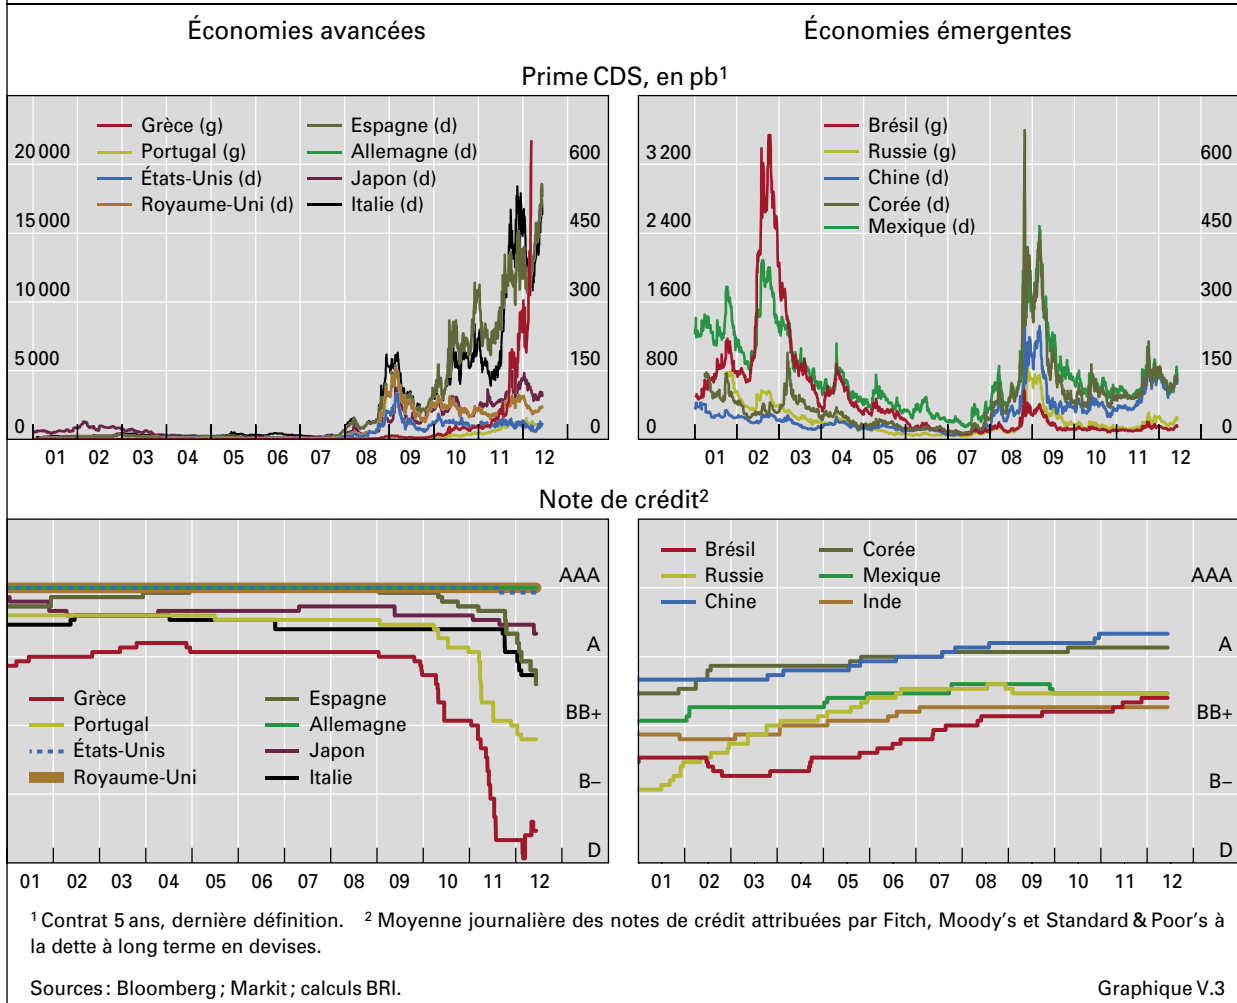 Économies avancées
Économies émergentes
Prime CDS, en pb¹
Grèce (g)
Portugal (g)
États-Unis (d)
Royaume-Uni (d)
Espagne (d)
Allemagne (d)
Japon (d)
Italie (d)
20 000
15 000
10 000
5 000
0
600
450
300
150
0
01 02 03 04 05 06 07 08 09 10 11 12
Brésil (g)
Russie (g)
Chine (d)
Corée (d)
Mexique (d)
3 200
2 400
1 600
800
0
600
450
300
150
0
01 02 03 04 05 06 07 08 09 10 11 12
Note de crédit²
Grèce
Portugal
États-Unis
Royaume-Uni
Espagne
Allemagne
Japon
Italie
AAA
A
BB+
B–
D
01 02 03 04 05 06 07 08 09 10 11 12
Brésil
Russie
Chine
Corée
Mexique
Inde
AAA
A
BB+
B–
D
01 02 03 04 05 06 07 08 09 10 11 12
¹ Contrat 5 ans, dernière définition. ² Moyenne journalière des notes de crédit attribuées par Fitch, Moody's et Standard & Poor's à
la dette à long terme en devises.
Sources : Bloomberg ; Markit ; calculs BRI.
Graphique V.3